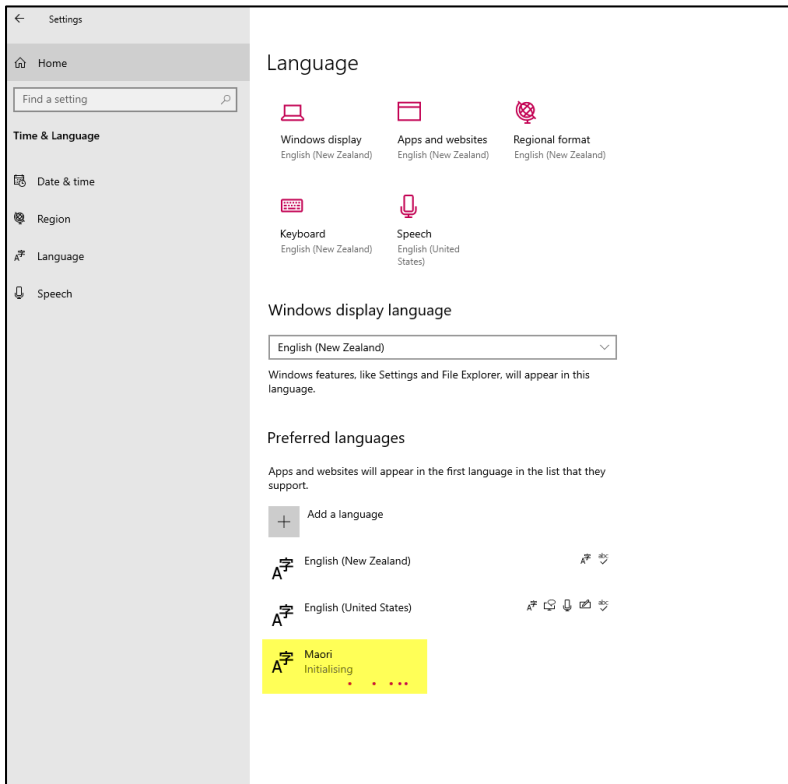 Settings
Home
Find a setting
Time & Language
Date & time
Region
Language
Speech
Language
Windows display
English (New Zealand)
Apps and websites
English (New Zealand)
Regional format
English (New Zealand)
Keyboard
English (New Zealand)
Speech
English (United
States)
Windows display language
English (New Zealand)
Windows features, like Settings and File Explorer, will appear in this
language.
Preferred languages
Apps and websites will appear in the first language in the list that they
support.
Add a language
English (New Zealand)
English (United States)
Maori
Initialising